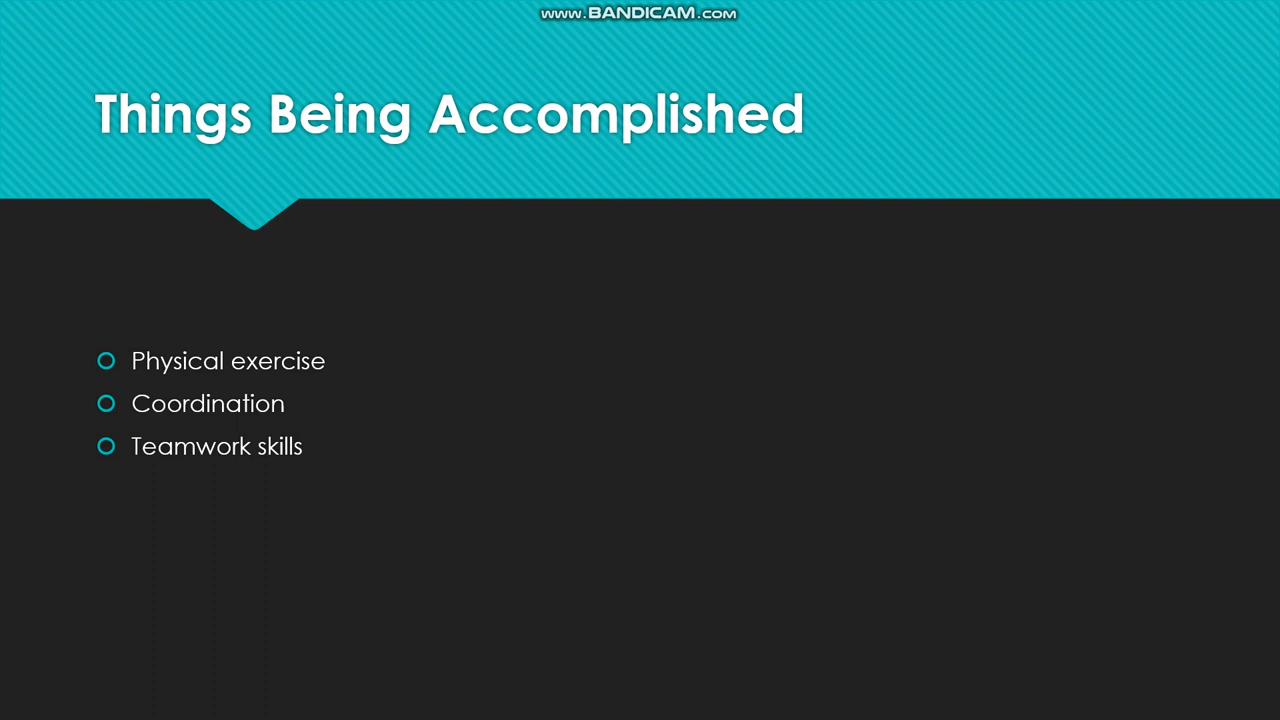 www.BANDICAM.com
Things Being Accomplished
Physical exercise
Coordination
Teamwork skills